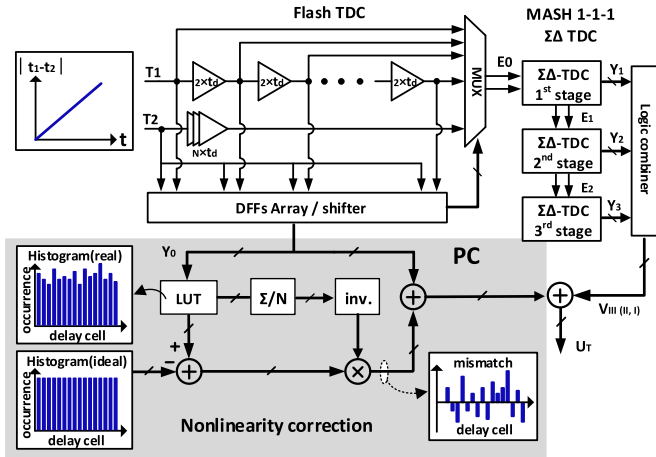 Flash TDC
MASH 1-1-1
ΣΔ TDC
| t₁-t₂ |
t
T1
2×td
2×td
2×td
MUX
E0
ΣΔ-TDC
1st stage
Y₁
E₁
T2
N×td
ΣΔ-TDC
2nd stage
Y₂
E₂
ΣΔ-TDC
3rd stage
Y₃
Logic combiner
DFFs Array / shifter
Y₀
PC
Histogram(real)
occurrence
delay cell
LUT
Σ/N
inv.
+
+
VIII (II, I)
UT
Histogram(ideal)
occurrence
delay cell
+
−
+
×
mismatch
delay cell
Nonlinearity correction